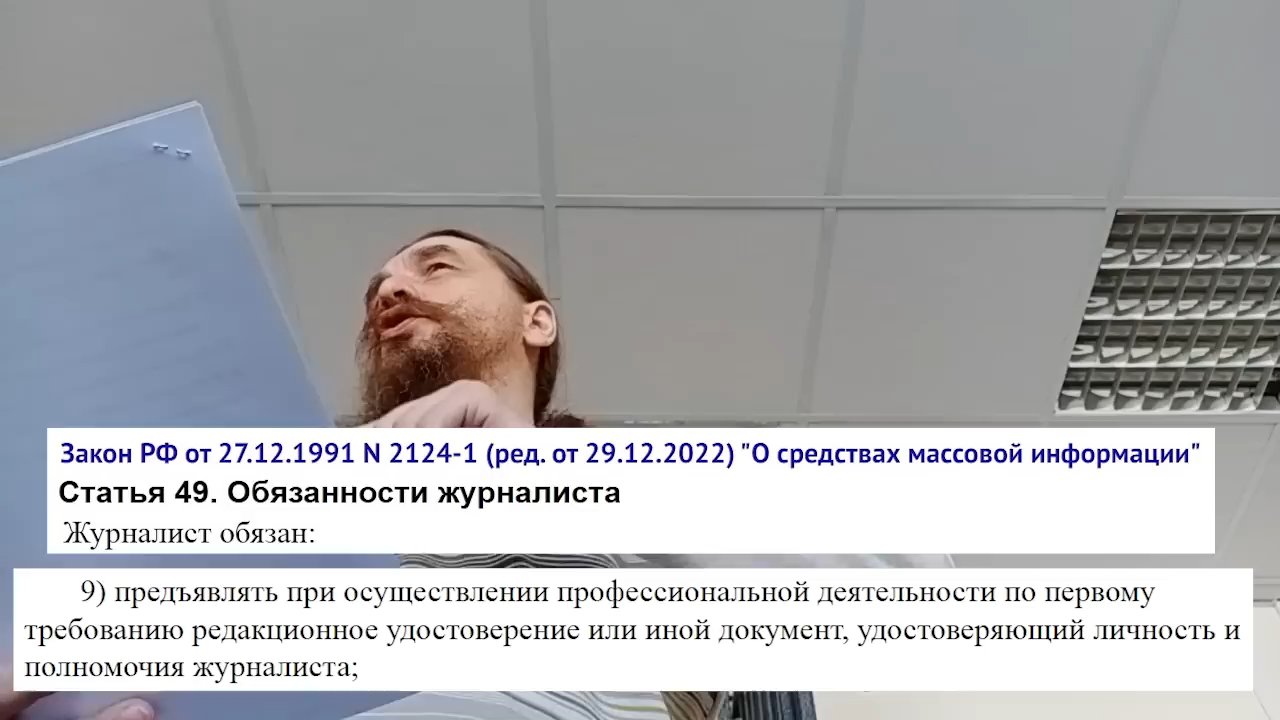 Закон РФ от 27.12.1991 N 2124-1 (ред. от 29.12.2022) "О средствах массовой информации"
Статья 49. Обязанности журналиста
Журналист обязан:
9) предъявлять при осуществлении профессиональной деятельности по первому
требованию редакционное удостоверение или иной документ, удостоверяющий личность и
полномочия журналиста;